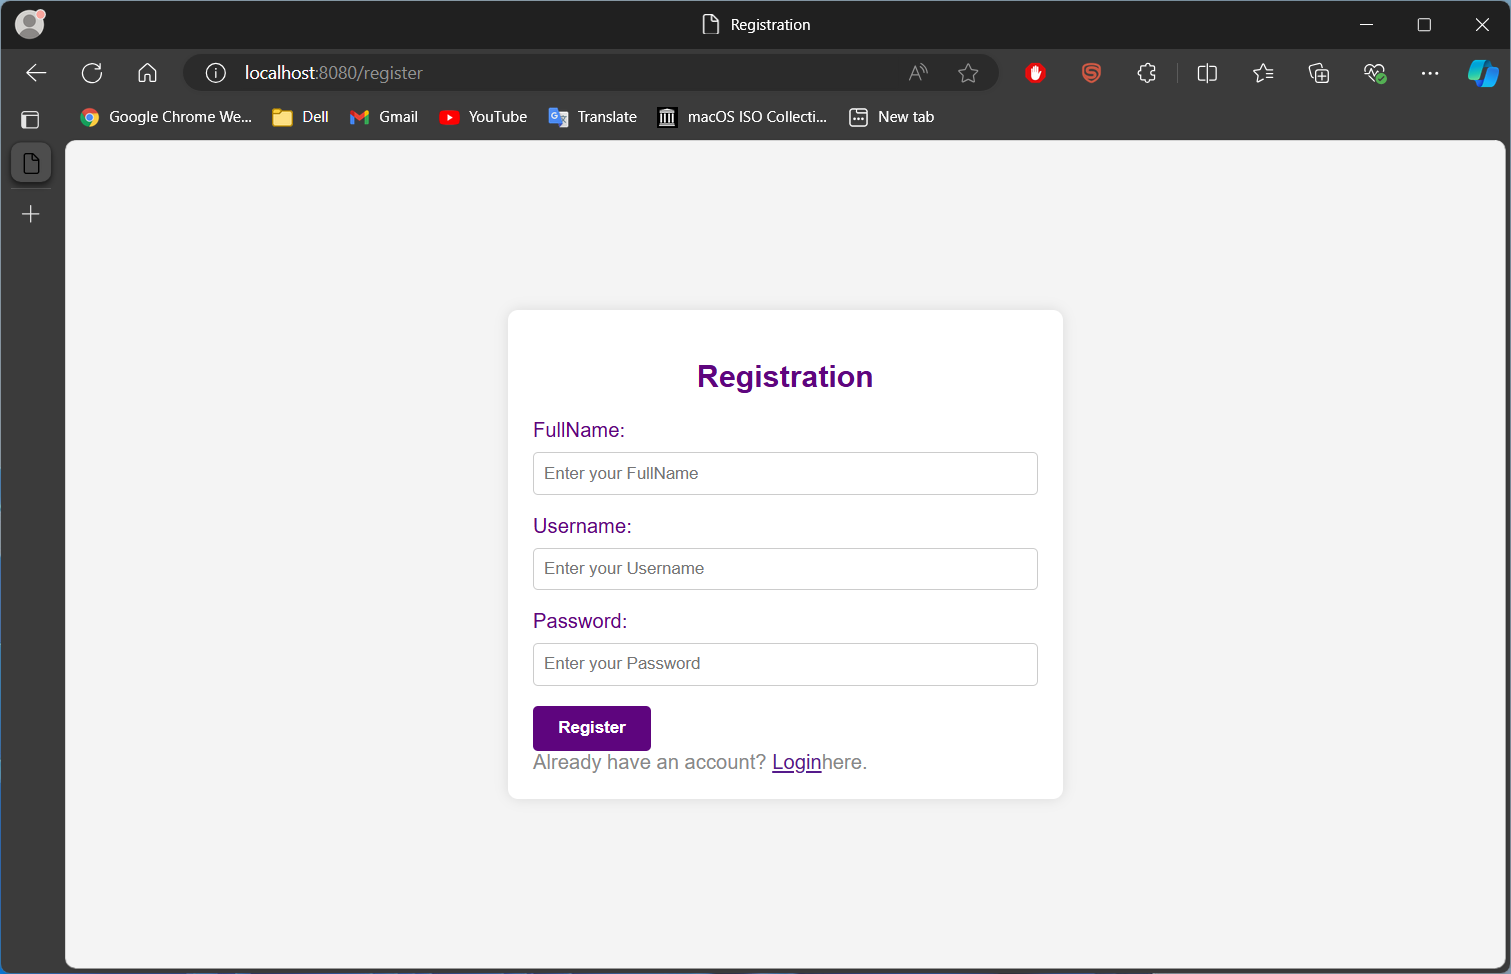 Registration
localhost:8080/register
Google Chrome We... Dell Gmail YouTube Translate macOS ISO Collecti... New tab
Registration
FullName:
Enter your FullName
Username:
Enter your Username
Password:
Enter your Password
Register
Already have an account? Loginhere.